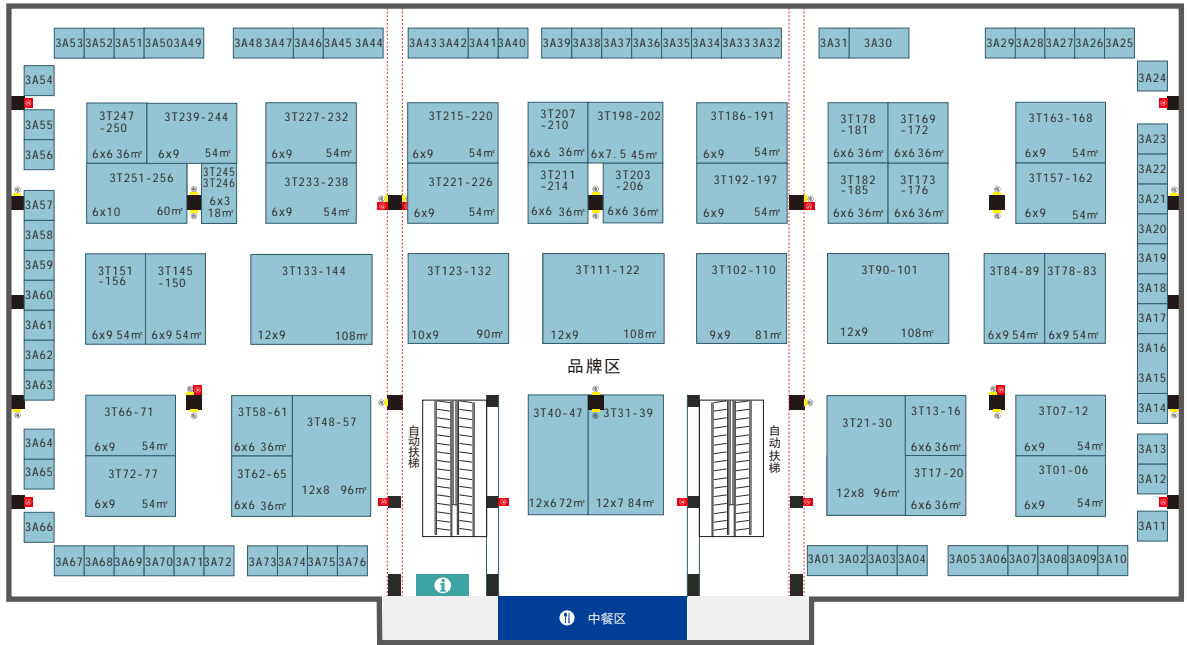 3A53 3A52 3A51 3A50 3A49
3A48 3A47 3A46 3A45 3A44
3A43 3A42 3A41 3A40
3A39 3A38 3A37 3A36 3A35 3A34 3A33 3A32
3A31 3A30
3A29 3A28 3A27 3A26 3A25
3A54
3A55
3A56
3A57
3A58
3A59
3A60
3A61
3A62
3A63
3A64
3A65
3A66
3A24
3A23
3A22
3A21
3A20
3A19
3A18
3A17
3A16
3A15
3A14
3A13
3A12
3A11
3T247
-250
6x6 36㎡
3T239-244
6x9 54㎡
3T251-256
6x10 60㎡
3T245
3T246
6x3
18㎡
3T227-232
6x9 54㎡
3T233-238
6x9 54㎡
3T215-220
6x9 54㎡
3T221-226
6x9 54㎡
3T207
-210
6x6 36㎡
3T198-202
6x7.5 45㎡
3T211
-214
6x6 36㎡
3T203
-206
6x6 36㎡
3T186-191
6x9 54㎡
3T192-197
6x9 54㎡
3T178
-181
6x6 36㎡
3T169
-172
6x6 36㎡
3T182
-185
6x6 36㎡
3T173
-176
6x6 36㎡
3T163-168
6x9 54㎡
3T157-162
6x9 54㎡
3T151
-156
6x9 54㎡
3T145
-150
6x9 54㎡
3T133-144
12x9 108㎡
3T123-132
10x9 90㎡
3T111-122
12x9 108㎡
3T102-110
9x9 81㎡
3T90-101
12x9 108㎡
3T84-89
6x9 54㎡
3T78-83
6x9 54㎡
品牌区
3T66-71
6x9 54㎡
3T72-77
6x9 54㎡
3T58-61
6x6 36㎡
3T62-65
6x6 36㎡
3T48-57
12x8 96㎡
自动扶梯
3T40-47
12x6 72㎡
3T31-39
12x7 84㎡
自动扶梯
3T21-30
12x8 96㎡
3T13-16
6x6 36㎡
3T17-20
6x6 36㎡
3T07-12
6x9 54㎡
3T01-06
6x9 54㎡
3A67 3A68 3A69 3A70 3A71 3A72
3A73 3A74 3A75 3A76
3A01 3A02 3A03 3A04
3A05 3A06 3A07 3A08 3A09 3A10
i
中餐区